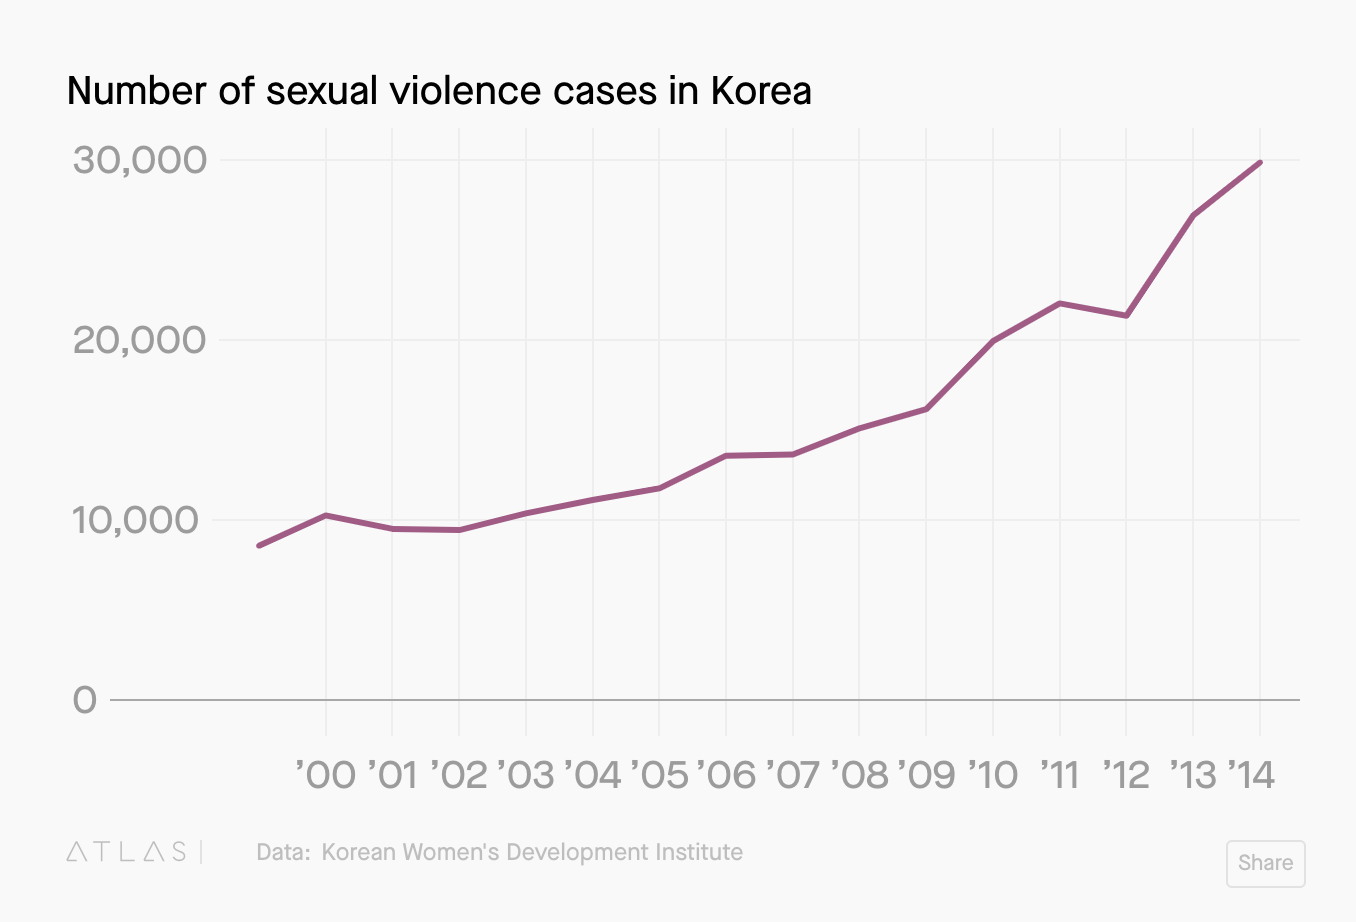 Number of sexual violence cases in Korea
30,000
20,000
10,000
0
’00 ’01 ’02 ’03 ’04 ’05 ’06 ’07 ’08 ’09 ’10 ’11 ’12 ’13 ’14
ATLAS | Data: Korean Women's Development Institute
Share